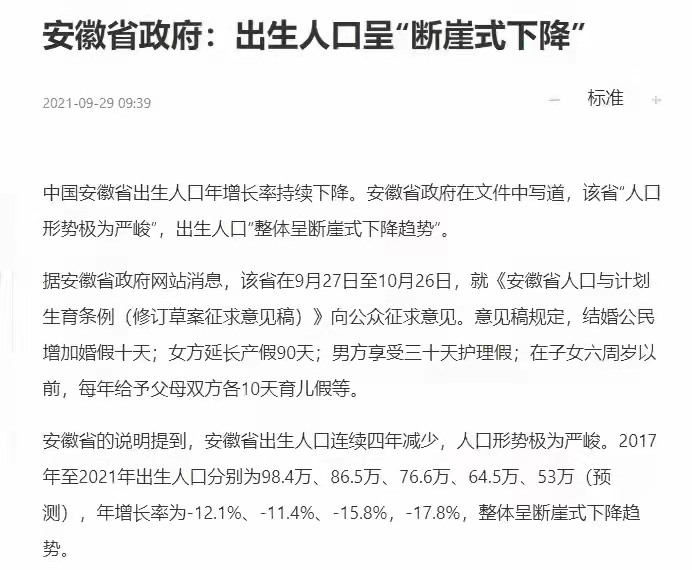 安徽省政府：出生人口呈“断崖式下降”
2021-09-29 09:39
— 标准 +
中国安徽省出生人口年增长率持续下降。安徽省政府在文件中写道，该省“人口
形势极为严峻”，出生人口”整体呈断崖式下降趋势“。
据安徽省政府网站消息，该省在9月27日至10月26日，就《安徽省人口与计划
生育条例（修订草案征求意见稿）》向公众征求意见。意见稿规定，结婚公民
增加婚假十天；女方延长产假90天；男方享受三十天护理假；在子女六周岁以
前，每年给予父母双方各10天育儿假等。
安徽省的说明提到，安徽省出生人口连续四年减少，人口形势极为严峻。2017
年至2021年出生人口分别为98.4万、86.5万、76.6万、64.5万、53万（预
测），年增长率为-12.1%、-11.4%、-15.8%，-17.8%，整体呈断崖式下降趋
势。